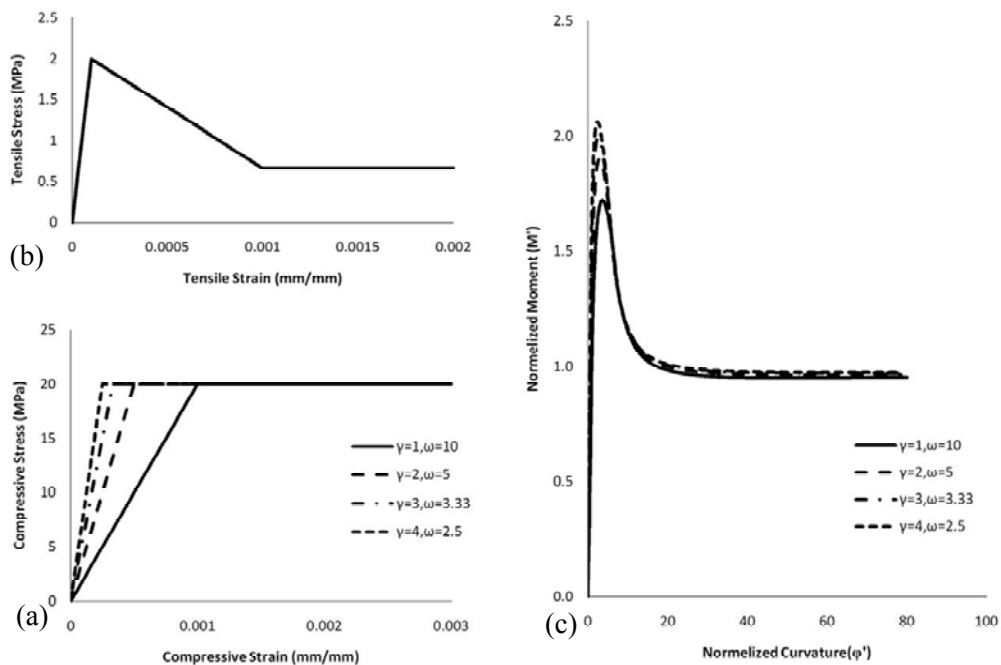 2.5
2
1.5
1
0.5
0
Tensile Stress (MPa)
0 0.0005 0.001 0.0015 0.002
Tensile Strain (mm/mm)
(b)
25
20
15
10
5
0
Compressive Stress (MPa)
γ=1,ω=10
γ=2,ω=5
γ=3,ω=3.33
γ=4,ω=2.5
0 0.001 0.002 0.003
Compressive Strain (mm/mm)
(a)
2.5
2.0
1.5
1.0
0.5
0.0
Normelized Moment (M')
γ=1,ω=10
γ=2,ω=5
γ=3,ω=3.33
γ=4,ω=2.5
0 20 40 60 80 100
Normalized Curvature(φ')
(c)